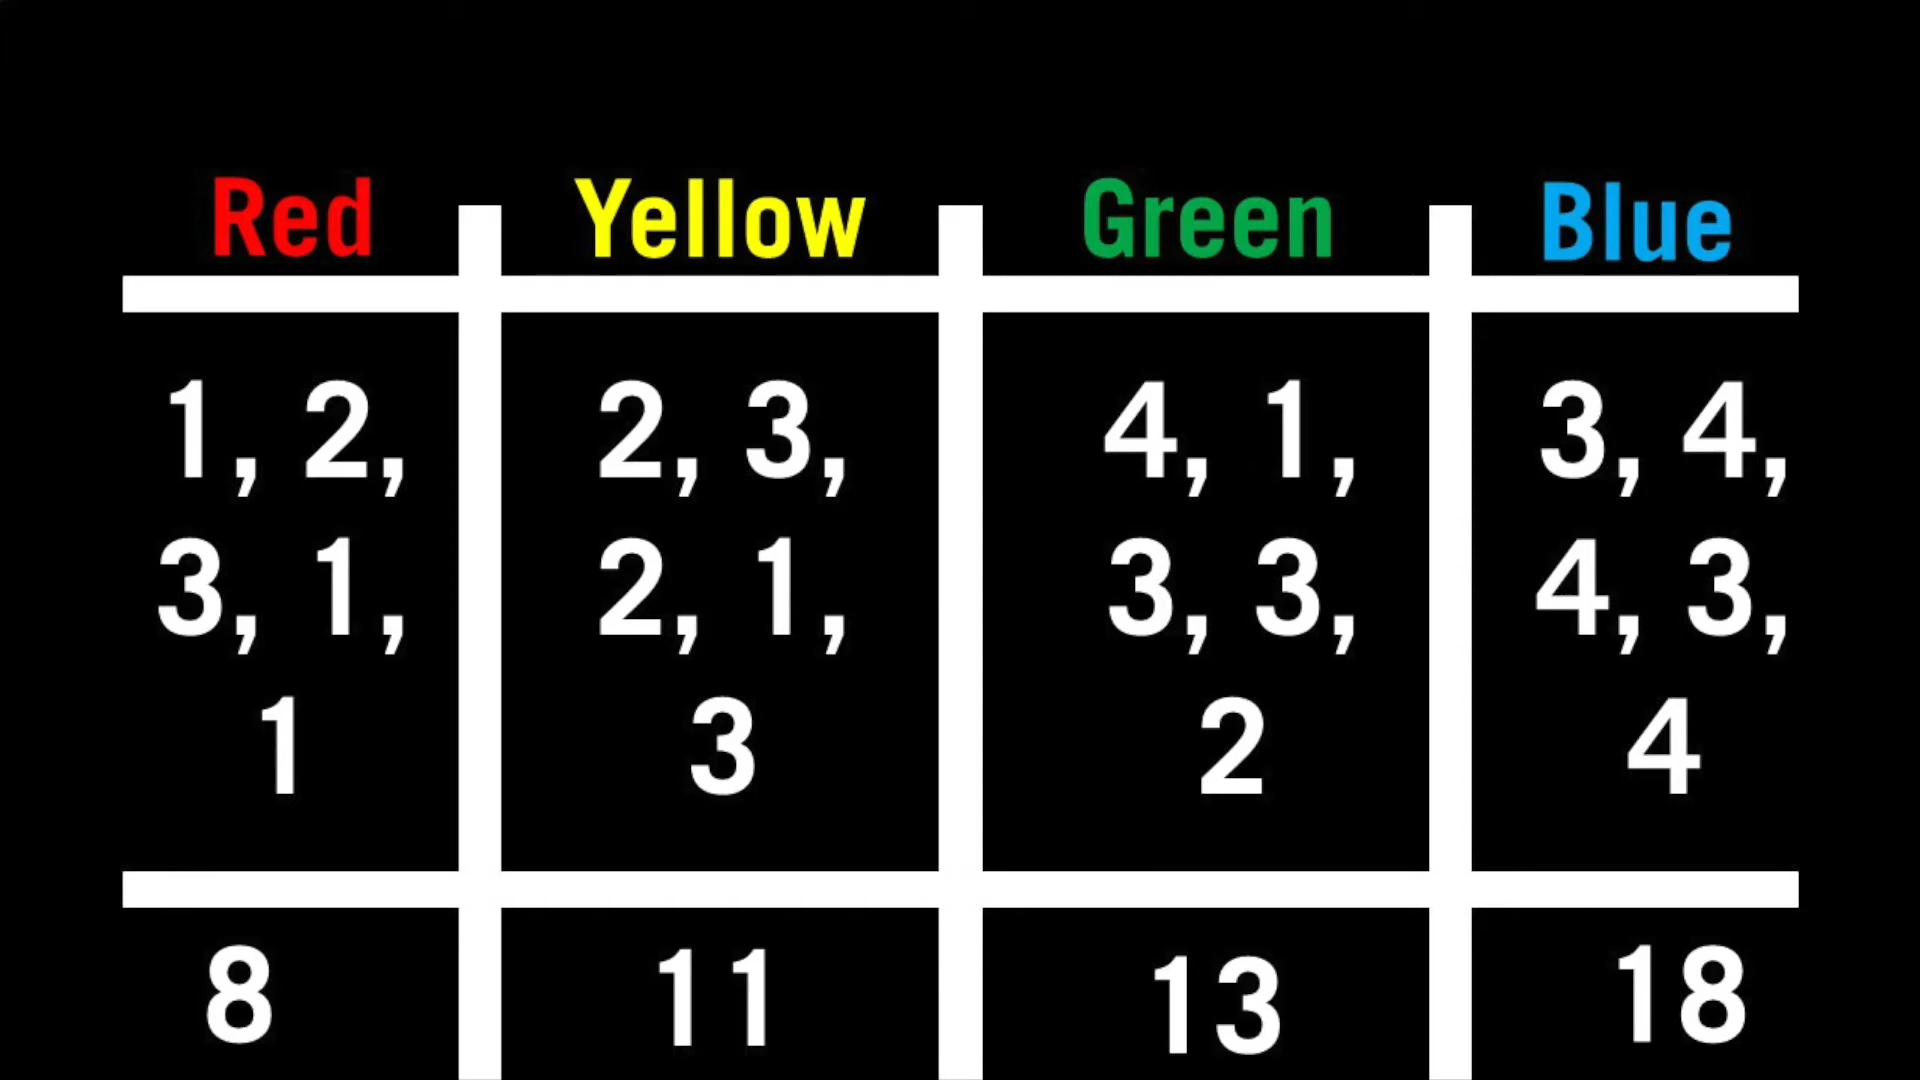 Red Yellow Green Blue
1, 2, 2, 3, 4, 1, 3, 4,
3, 1, 2, 1, 3, 3, 4, 3,
1 3 2 4
8 11 13 18